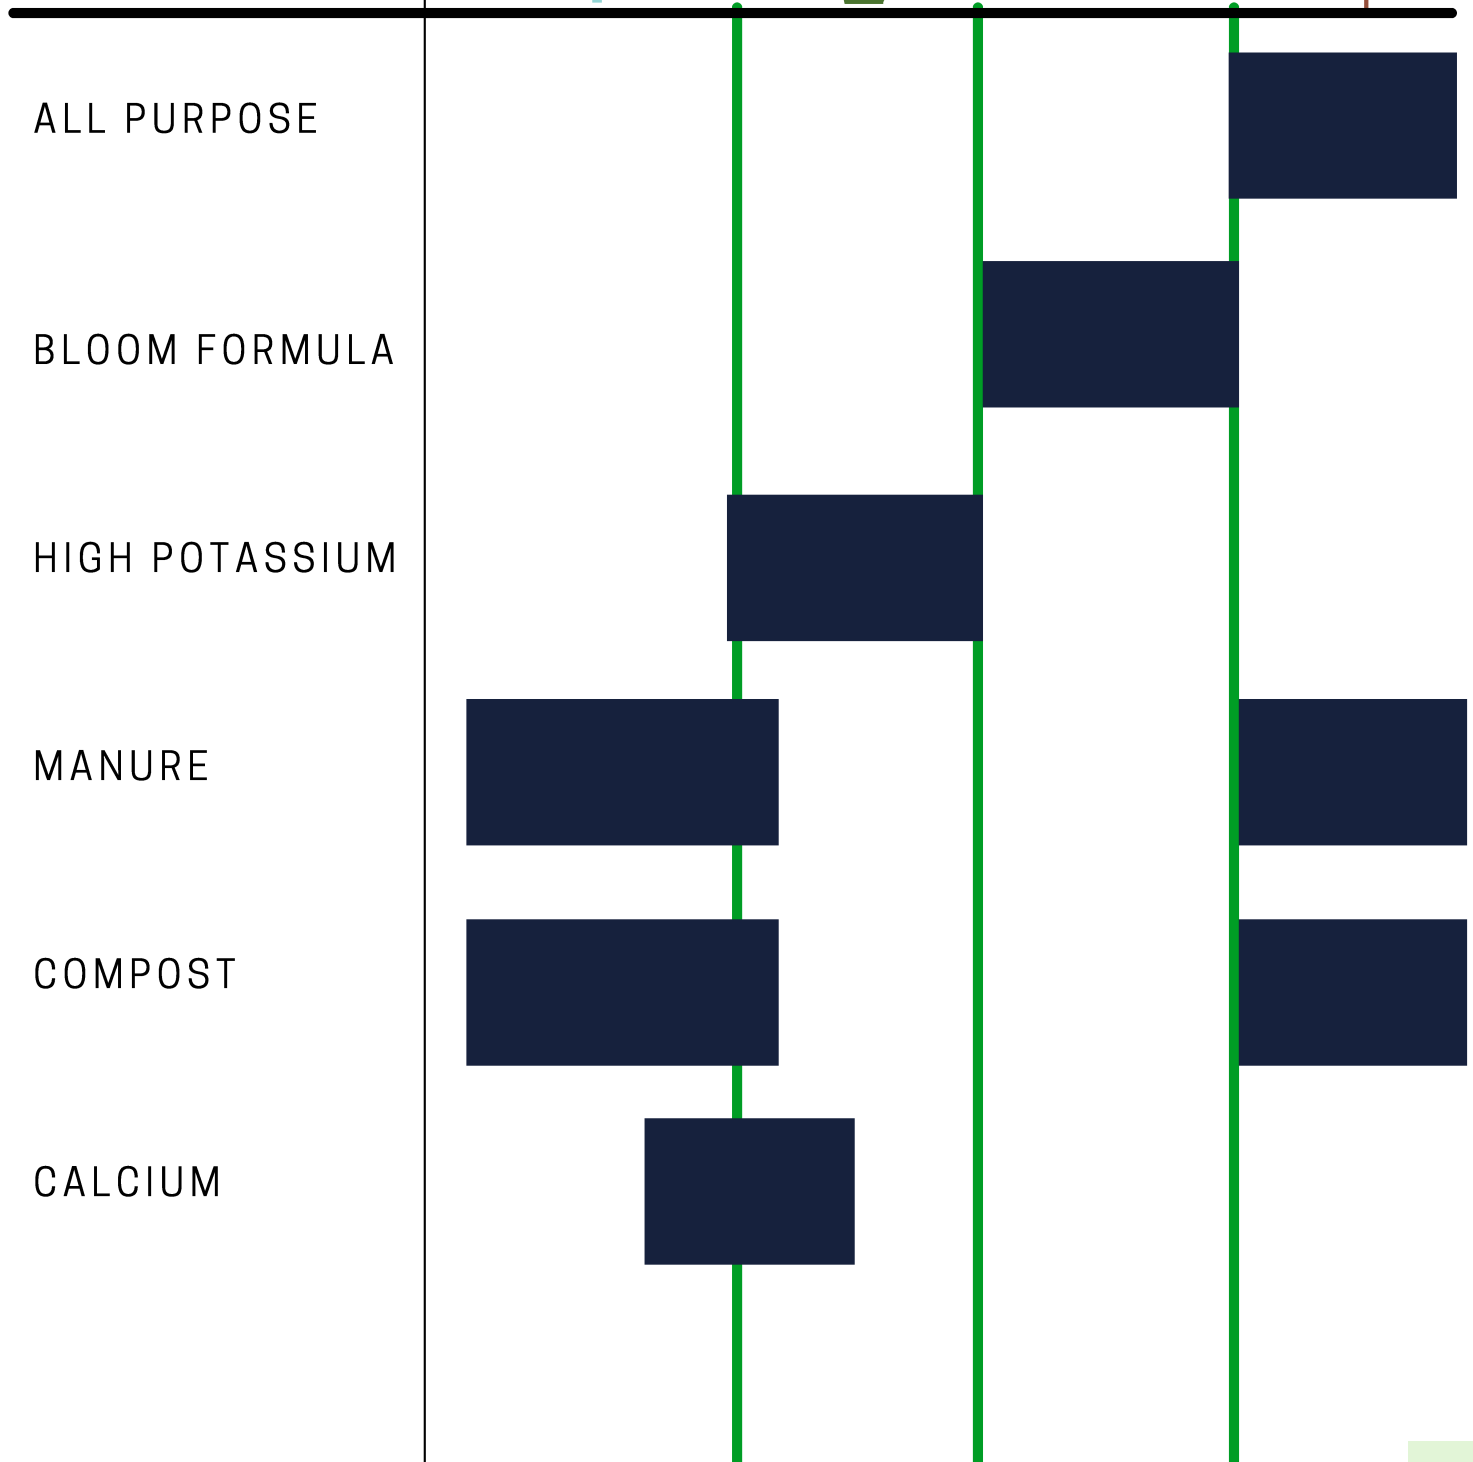 ALL PURPOSE
BLOOM FORMULA
HIGH POTASSIUM
MANURE
COMPOST
CALCIUM